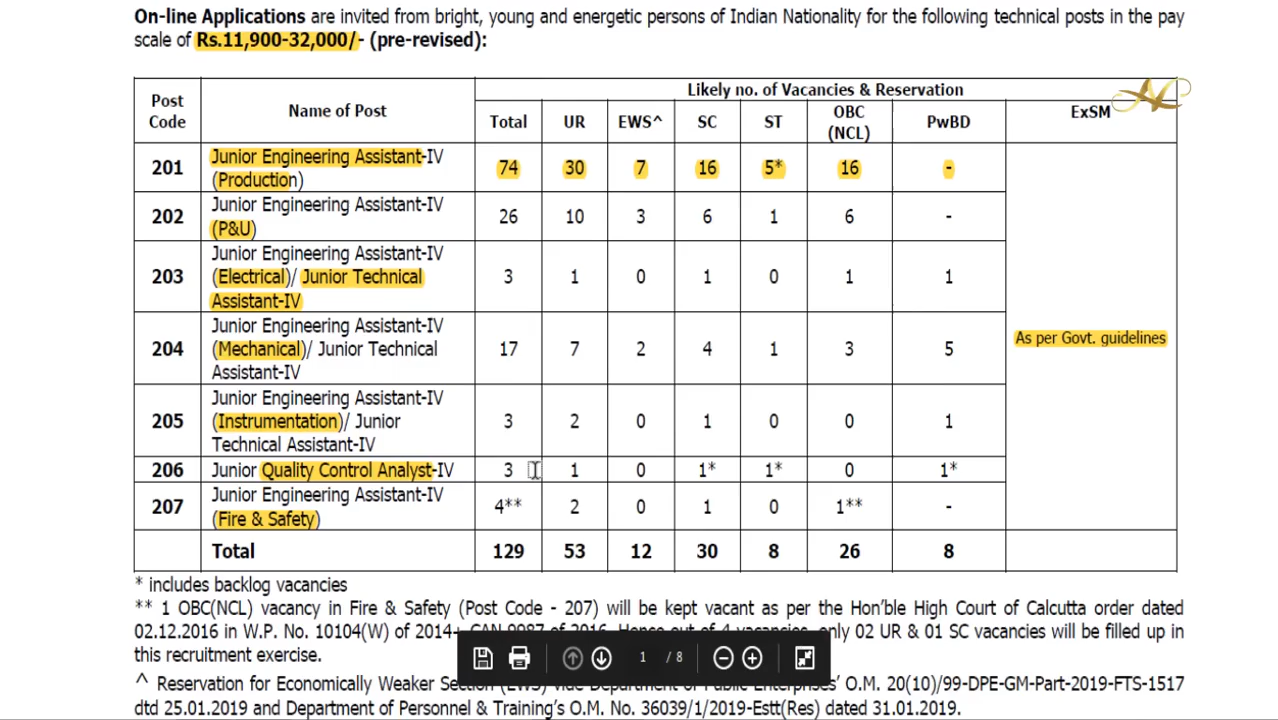 On-line Applications are invited from bright, young and energetic persons of Indian Nationality for the following technical posts in the pay
scale of Rs.11,900-32,000/- (pre-revised):
Post Code | Name of Post | Likely no. of Vacancies & Reservation
Total | UR | EWS^ | SC | ST | OBC (NCL) | PwBD | ExSM
201 | Junior Engineering Assistant-IV (Production) | 74 | 30 | 7 | 16 | 5* | 16 | - | As per Govt. guidelines
202 | Junior Engineering Assistant-IV (P&U) | 26 | 10 | 3 | 6 | 1 | 6 | -
203 | Junior Engineering Assistant-IV (Electrical)/ Junior Technical Assistant-IV | 3 | 1 | 0 | 1 | 0 | 1 | 1
204 | Junior Engineering Assistant-IV (Mechanical)/ Junior Technical Assistant-IV | 17 | 7 | 2 | 4 | 1 | 3 | 5
205 | Junior Engineering Assistant-IV (Instrumentation)/ Junior Technical Assistant-IV | 3 | 2 | 0 | 1 | 0 | 0 | 1
206 | Junior Quality Control Analyst-IV | 3 | 1 | 0 | 1* | 1* | 0 | 1*
207 | Junior Engineering Assistant-IV (Fire & Safety) | 4** | 2 | 0 | 1 | 0 | 1** | -
Total | 129 | 53 | 12 | 30 | 8 | 26 | 8
* includes backlog vacancies
** 1 OBC(NCL) vacancy in Fire & Safety (Post Code - 207) will be kept vacant as per the Hon'ble High Court of Calcutta order dated
02.12.2016 in W.P. No. 10104(W) of 2014 only 02 UR & 01 SC vacancies will be filled up in
this recruitment exercise.
^ Reservation for Economically Weaker Enterprises' O.M. 20(10)/99-DPE-GM-Part-2019-FTS-1517
dtd 25.01.2019 and Department of Personnel & Training's O.M. No. 36039/1/2019-Estt(Res) dated 31.01.2019.
1 / 8